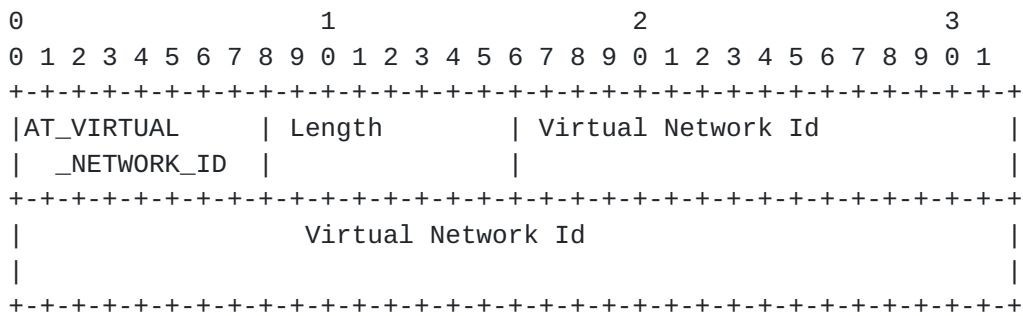 0                   1                   2                   3
0 1 2 3 4 5 6 7 8 9 0 1 2 3 4 5 6 7 8 9 0 1 2 3 4 5 6 7 8 9 0 1
+-+-+-+-+-+-+-+-+-+-+-+-+-+-+-+-+-+-+-+-+-+-+-+-+-+-+-+-+-+-+-+-+
|AT_VIRTUAL     | Length        | Virtual Network Id            |
|  _NETWORK_ID  |               |                               |
+-+-+-+-+-+-+-+-+-+-+-+-+-+-+-+-+-+-+-+-+-+-+-+-+-+-+-+-+-+-+-+-+
|                  Virtual Network Id                           |
|                                                               |
+-+-+-+-+-+-+-+-+-+-+-+-+-+-+-+-+-+-+-+-+-+-+-+-+-+-+-+-+-+-+-+-+